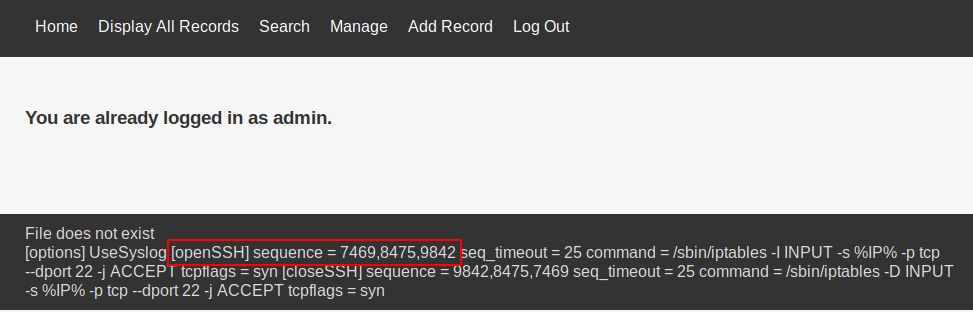 Home Display All Records Search Manage Add Record Log Out
You are already logged in as admin.
File does not exist
[options] UseSyslog [openSSH] sequence = 7469,8475,9842 seq_timeout = 25 command = /sbin/iptables -I INPUT -s %IP% -p tcp
--dport 22 -j ACCEPT tcpflags = syn [closeSSH] sequence = 9842,8475,7469 seq_timeout = 25 command = /sbin/iptables -D INPUT
-s %IP% -p tcp --dport 22 -j ACCEPT tcpflags = syn